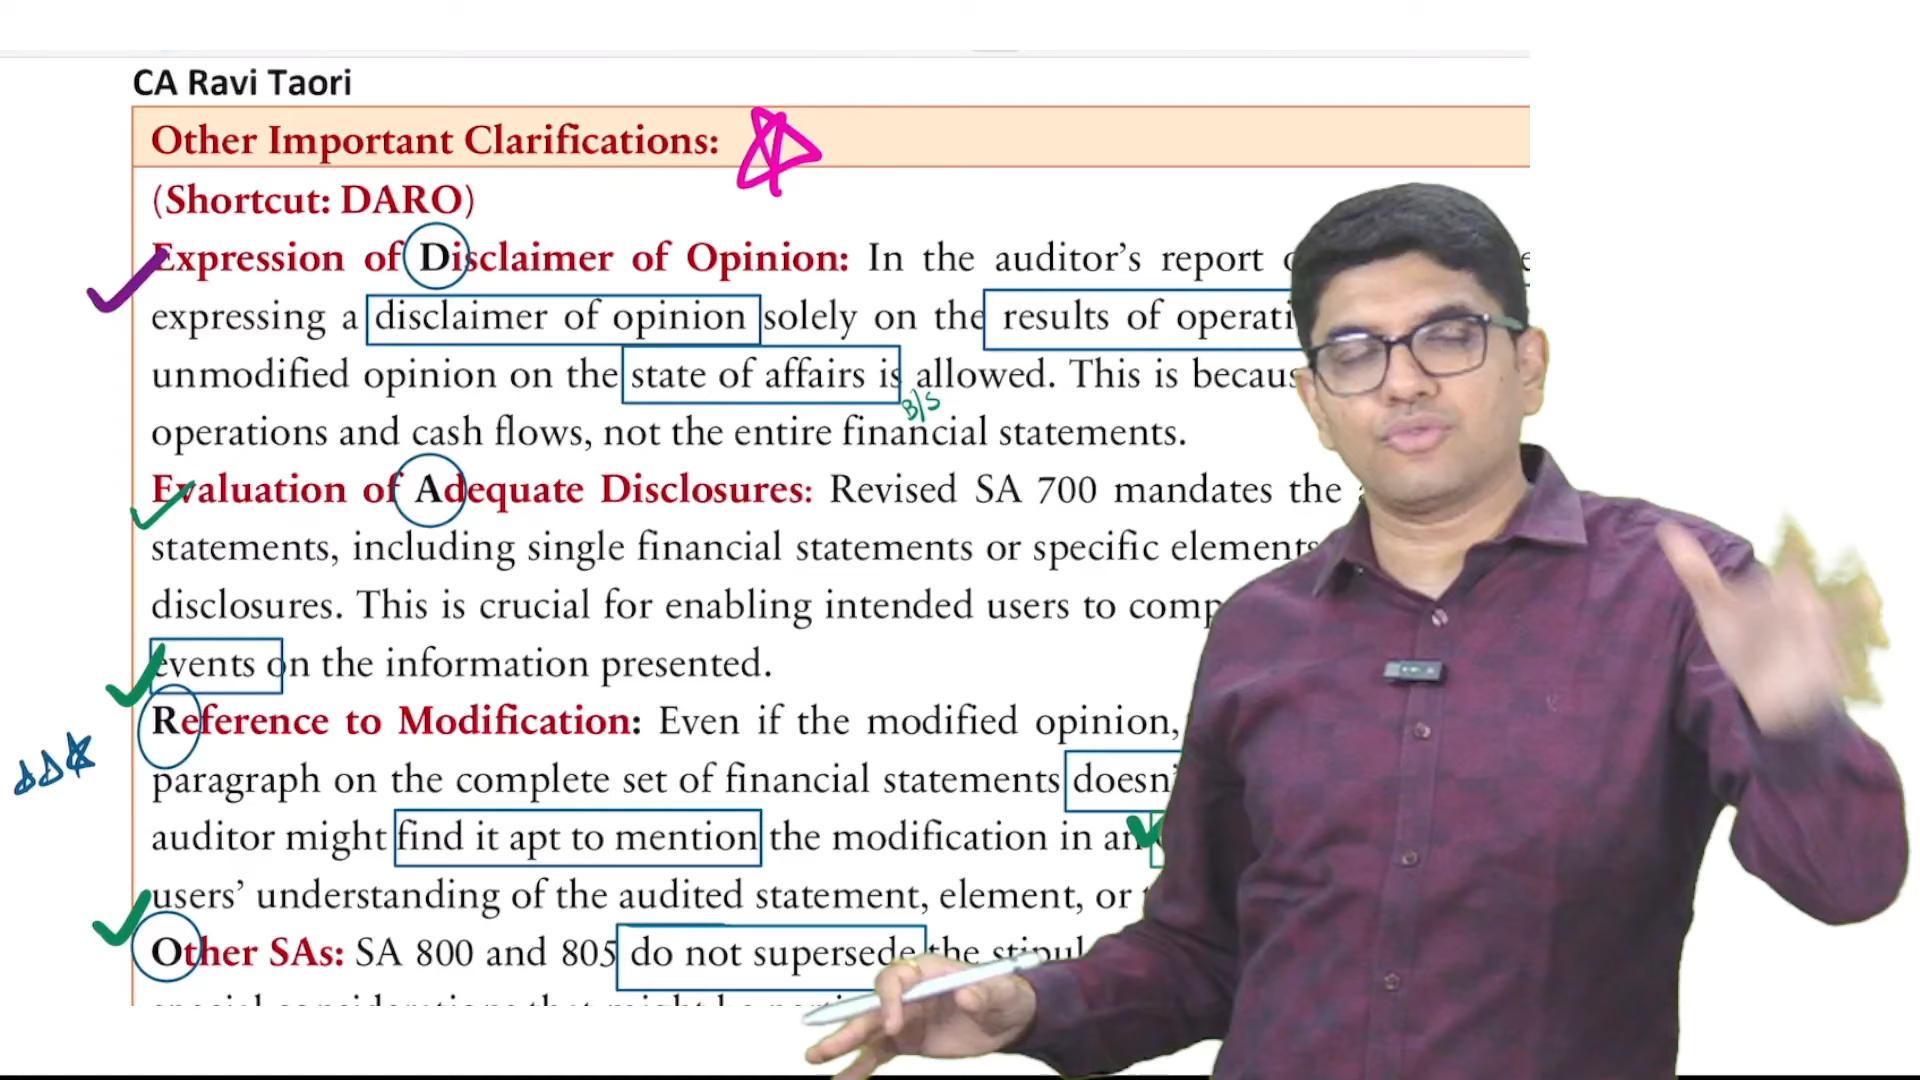 CA Ravi Taori
Other Important Clarifications:
(Shortcut: DARO)
Expression of Disclaimer of Opinion: In the auditor's report
expressing a disclaimer of opinion solely on the results of
unmodified opinion on the state of affairs is allowed. This is
B/S
operations and cash flows, not the entire financial statements.
Evaluation of Adequate Disclosures: Revised SA 700 mandates the
statements, including single financial statements or specific elements
disclosures. This is crucial for enabling intended users to
events on the information presented.
Reference to Modification: Even if the modified opinion,
paragraph on the complete set of financial statements
auditor might find it apt to mention the modification in an
users' understanding of the audited statement, element, or
Other SAs: SA 800 and 805 do not supersede the